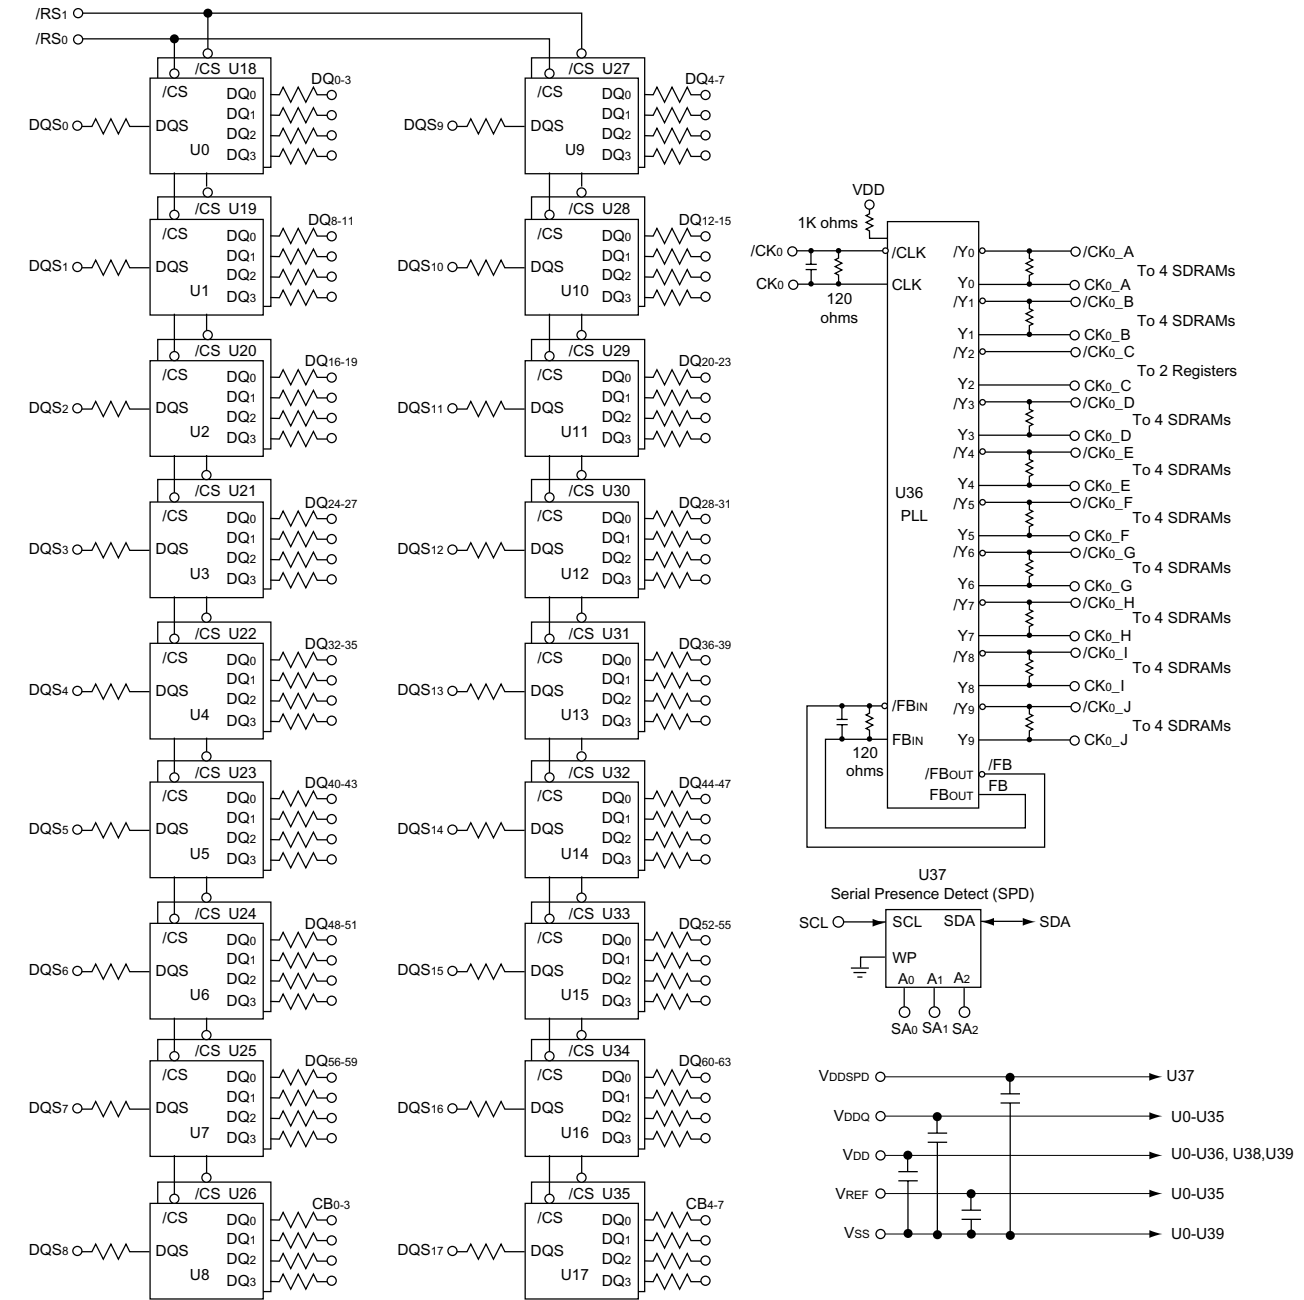 /RS1
/RS0
/CS U18
/CS
DQS0
DQS
U0
DQ0
DQ1
DQ2
DQ3
DQ0-3
/CS U19
/CS
DQS1
DQS
U1
DQ0
DQ1
DQ2
DQ3
DQ8-11
/CS U20
/CS
DQS2
DQS
U2
DQ0
DQ1
DQ2
DQ3
DQ16-19
/CS U21
/CS
DQS3
DQS
U3
DQ0
DQ1
DQ2
DQ3
DQ24-27
/CS U22
/CS
DQS4
DQS
U4
DQ0
DQ1
DQ2
DQ3
DQ32-35
/CS U23
/CS
DQS5
DQS
U5
DQ0
DQ1
DQ2
DQ3
DQ40-43
/CS U24
/CS
DQS6
DQS
U6
DQ0
DQ1
DQ2
DQ3
DQ48-51
/CS U25
/CS
DQS7
DQS
U7
DQ0
DQ1
DQ2
DQ3
DQ56-59
/CS U26
/CS
DQS8
DQS
U8
DQ0
DQ1
DQ2
DQ3
CB0-3
/CS U27
/CS
DQS9
DQS
U9
DQ0
DQ1
DQ2
DQ3
DQ4-7
/CS U28
/CS
DQS10
DQS
U10
DQ0
DQ1
DQ2
DQ3
DQ12-15
/CS U29
/CS
DQS11
DQS
U11
DQ0
DQ1
DQ2
DQ3
DQ20-23
/CS U30
/CS
DQS12
DQS
U12
DQ0
DQ1
DQ2
DQ3
DQ28-31
/CS U31
/CS
DQS13
DQS
U13
DQ0
DQ1
DQ2
DQ3
DQ36-39
/CS U32
/CS
DQS14
DQS
U14
DQ0
DQ1
DQ2
DQ3
DQ44-47
/CS U33
/CS
DQS15
DQS
U15
DQ0
DQ1
DQ2
DQ3
DQ52-55
/CS U34
/CS
DQS16
DQS
U16
DQ0
DQ1
DQ2
DQ3
DQ60-63
/CS U35
/CS
DQS17
DQS
U17
DQ0
DQ1
DQ2
DQ3
CB4-7
VDD
1K ohms
/CK0
CK0
120
ohms
/CLK
CLK
U36
PLL
/Y0
Y0
/Y1
Y1
/Y2
Y2
/Y3
Y3
/Y4
Y4
/Y5
Y5
/Y6
Y6
/Y7
Y7
/Y8
Y8
/Y9
Y9
/CK0_A
To 4 SDRAMs
CK0_A
/CK0_B
To 4 SDRAMs
CK0_B
/CK0_C
To 2 Registers
CK0_C
/CK0_D
To 4 SDRAMs
CK0_D
/CK0_E
To 4 SDRAMs
CK0_E
/CK0_F
To 4 SDRAMs
CK0_F
/CK0_G
To 4 SDRAMs
CK0_G
/CK0_H
To 4 SDRAMs
CK0_H
/CK0_I
To 4 SDRAMs
CK0_I
/CK0_J
To 4 SDRAMs
CK0_J
/FBIN
FBIN
120
ohms
/FBOUT
/FB
FBOUT
FB
U37
Serial Presence Detect (SPD)
SCL
SCL
SDA
SDA
WP
A0
A1
A2
SA0
SA1
SA2
VDDSPD
U37
VDDQ
U0-U35
VDD
U0-U36, U38,U39
VREF
U0-U35
VSS
U0-U39